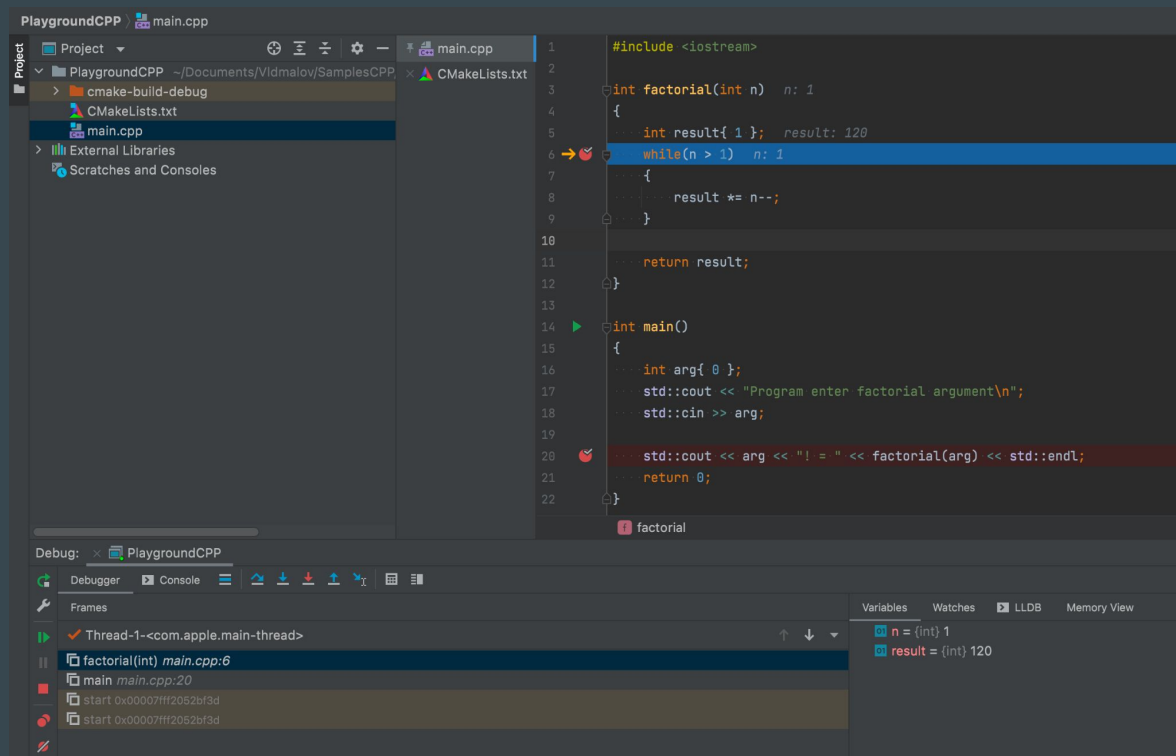 PlaygroundCPP main.cpp
Project
Project
PlaygroundCPP ~/Documents/Vldmalov/SamplesCPP
cmake-build-debug
CMakeLists.txt
main.cpp
External Libraries
Scratches and Consoles
main.cpp
CMakeLists.txt
1 #include <iostream>
2
3 int factorial(int n) n: 1
4 {
5 int result{ 1 }; result: 120
6 while(n > 1) n: 1
7 {
8 result *= n--;
9 }
10
11 return result;
12 }
13
14 int main()
15 {
16 int arg{ 0 };
17 std::cout << "Program enter factorial argument\n";
18 std::cin >> arg;
19
20 std::cout << arg << "! = " << factorial(arg) << std::endl;
21 return 0;
22 }
f factorial
Debug: PlaygroundCPP
Debugger Console
Frames
Thread-1-<com.apple.main-thread>
factorial(int) main.cpp:6
main main.cpp:20
start 0x00007fff2052bf3d
start 0x00007fff2052bf3d
Variables Watches LLDB Memory View
01 n = {int} 1
01 result = {int} 120